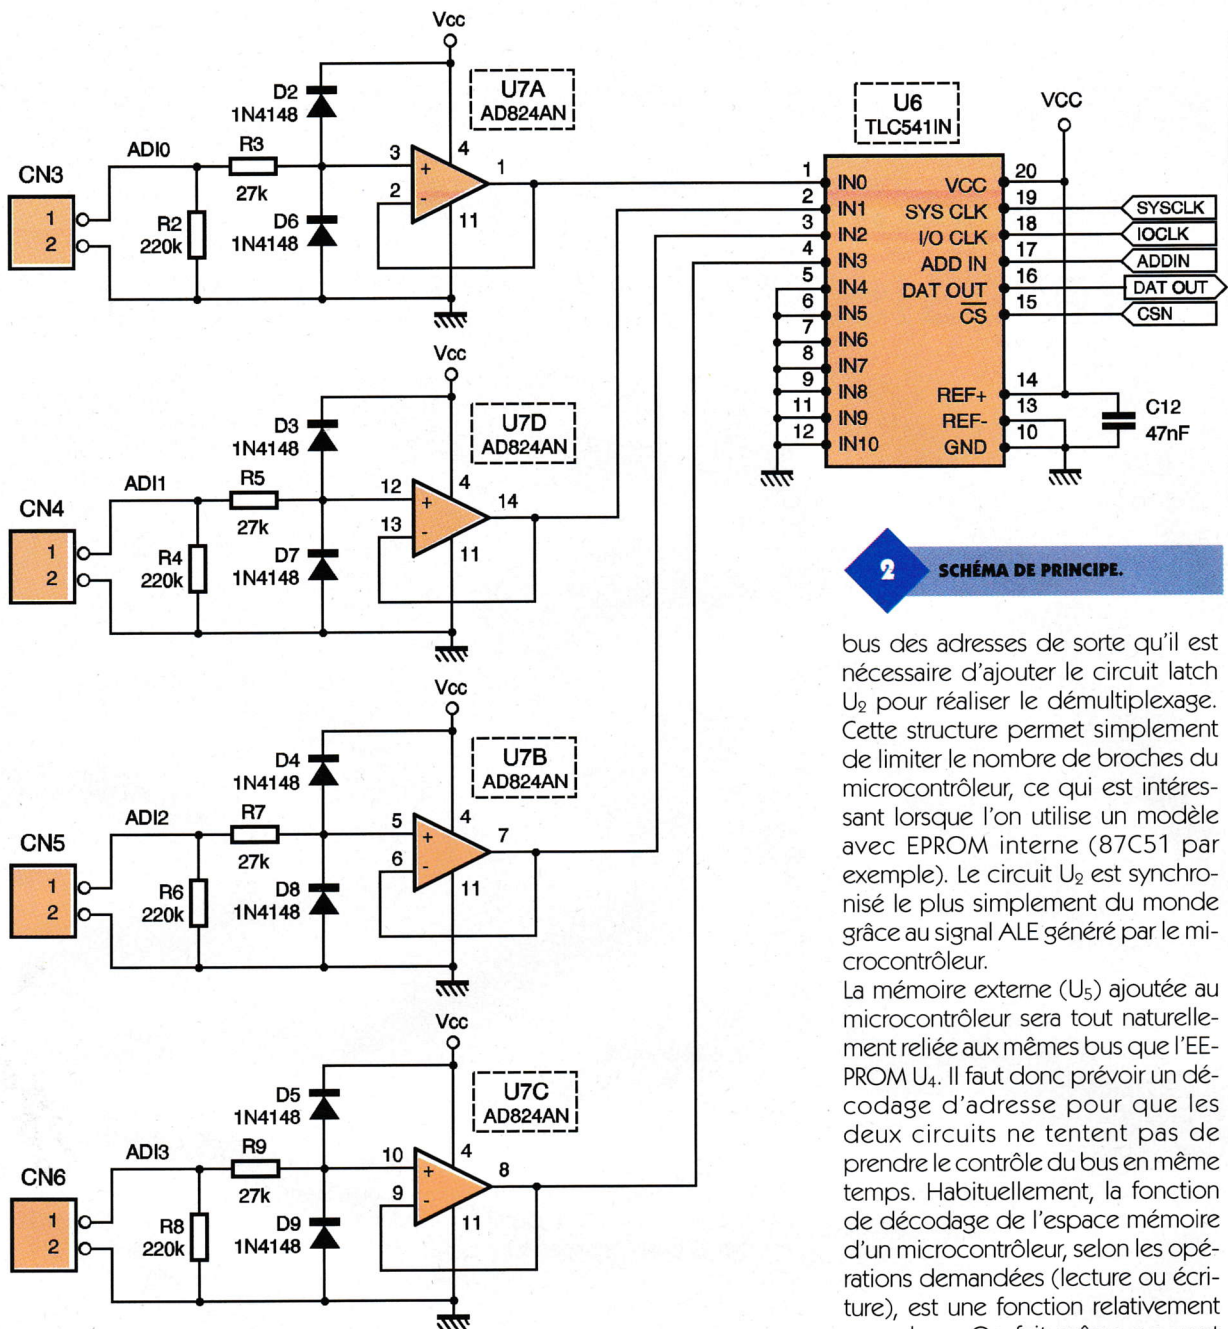 Vcc
D2
1N4148
U7A
AD824AN
ADI0
R3
27k
CN3
1
2
R2
220k
D6
1N4148
3
2
4
1
11
+
-
U6
TLC541IN
VCC
1
2
3
4
5
6
7
8
9
11
12
IN0
IN1
IN2
IN3
IN4
IN5
IN6
IN7
IN8
IN9
IN10
VCC
SYS CLK
I/O CLK
ADD IN
DAT OUT
CS
REF+
REF-
GND
20
19
18
17
16
15
14
13
10
SYSCLK
IOCLK
ADDIN
DAT OUT
CSN
C12
47nF
Vcc
D3
1N4148
U7D
AD824AN
ADI1
R5
27k
CN4
1
2
R4
220k
D7
1N4148
12
13
4
14
11
+
-
Vcc
D4
1N4148
U7B
AD824AN
ADI2
R7
27k
CN5
1
2
R6
220k
D8
1N4148
5
6
4
7
11
+
-
Vcc
D5
1N4148
U7C
AD824AN
ADI3
R9
27k
CN6
1
2
R8
220k
D9
1N4148
10
9
4
8
11
+
-
2 SCHÉMA DE PRINCIPE.
bus des adresses de sorte qu'il est
nécessaire d'ajouter le circuit latch
U2 pour réaliser le démultiplexage.
Cette structure permet simplement
de limiter le nombre de broches du
microcontrôleur, ce qui est intéres-
sant lorsque l'on utilise un modèle
avec EPROM interne (87C51 par
exemple). Le circuit U2 est synchro-
nisé le plus simplement du monde
grâce au signal ALE généré par le mi-
crocontrôleur.
La mémoire externe (U5) ajoutée au
microcontrôleur sera tout naturelle-
ment reliée aux mêmes bus que l'EE-
PROM U4. Il faut donc prévoir un dé-
codage d'adresse pour que les
deux circuits ne tentent pas de
prendre le contrôle du bus en même
temps. Habituellement, la fonction
de décodage de l'espace mémoire
d'un microcontrôleur, selon les opé-
rations demandées (lecture ou écri-
ture), est une fonction relativement